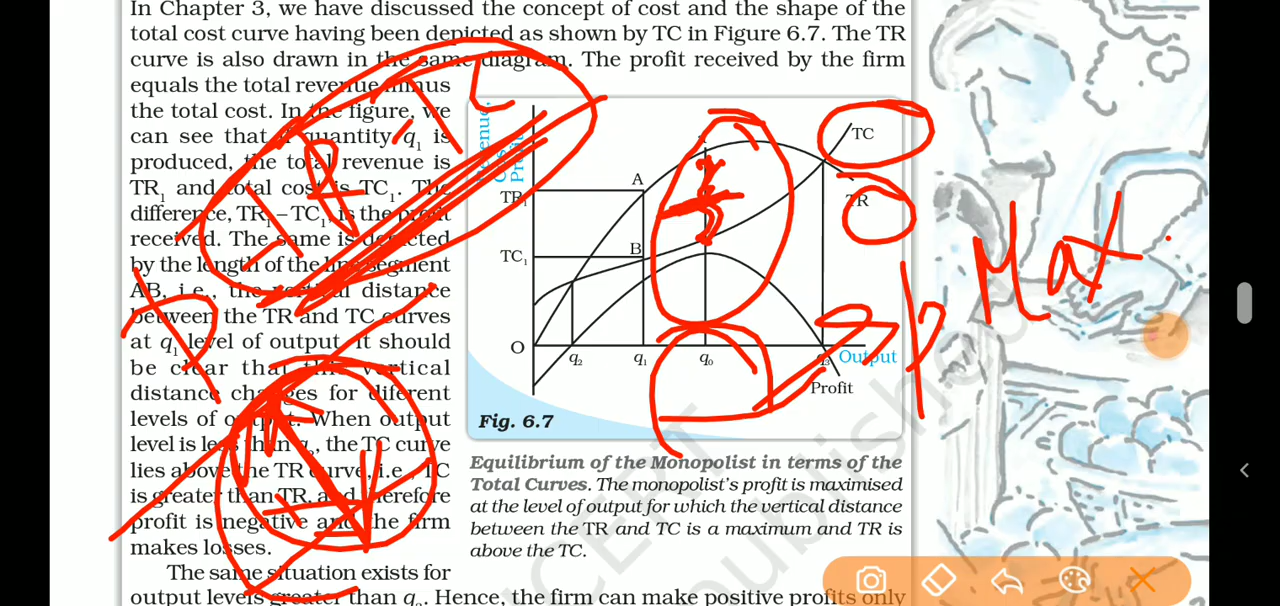 In Chapter 3, we have discussed the concept of cost and the shape of the
total cost curve having been depicted as shown by TC in Figure 6.7. The TR
curve is also drawn in the same diagram. The profit received by the firm
equals the total revenue minus
the total cost. In the figure, we
can see that if quantity q1 is
produced, the total revenue is
TR1 and total cost is TC1. The
difference, TR1 – TC1, is the profit
received. The same is depicted
by the length of the line segment
AB, i.e., the vertical distance
between the TR and TC curves
at q1 level of output. It should
be clear that this vertical
distance changes for diferent
levels of output. When output
level is less than q2, the TC curve
lies above the TR curve, i.e., TC
is greater than TR, and therefore
profit is negative and the firm
makes losses.
The same situation exists for
output levels greater than q3. Hence, the firm can make positive profits only
Revenue,
Cost
Profit
TC
TR
TR1
A
TC1
B
O
q2
q1
q0
q3
Output
Profit
Fig. 6.7
Equilibrium of the Monopolist in terms of the
Total Curves. The monopolist's profit is maximised
at the level of output for which the vertical distance
between the TR and TC is a maximum and TR is
above the TC.
TR - TC
P Max.